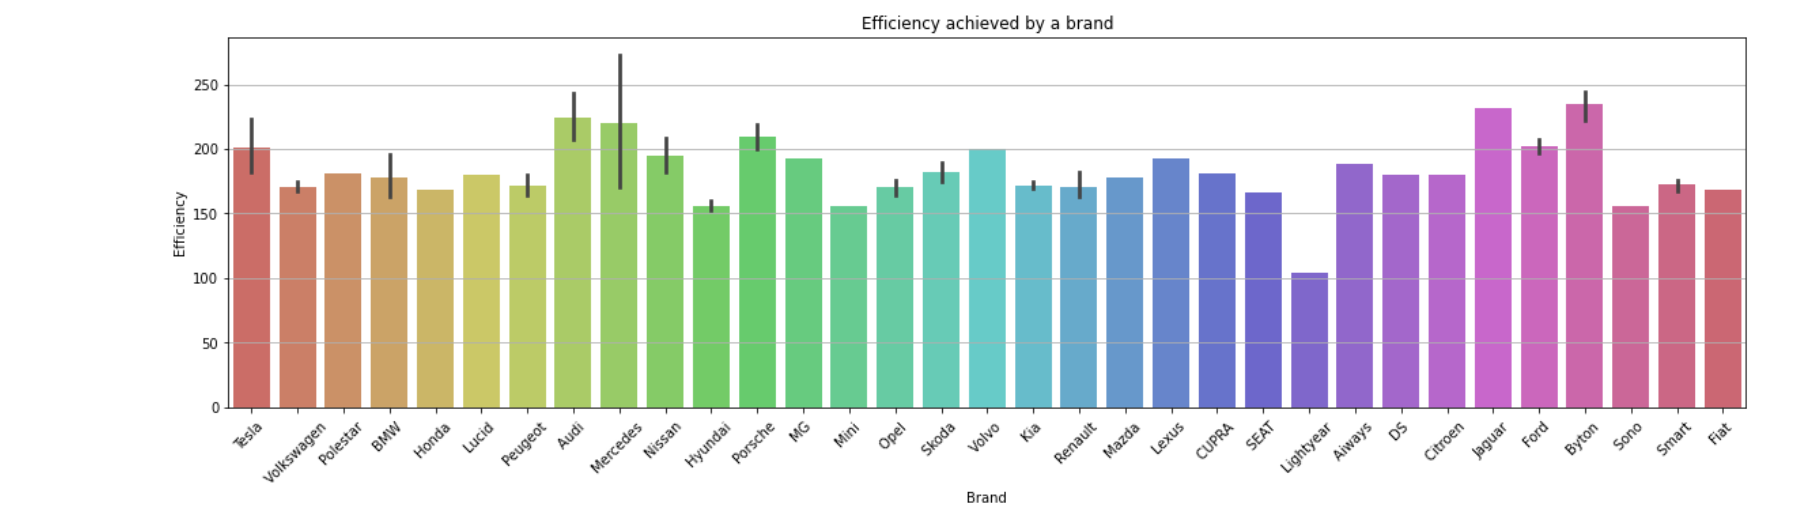 Efficiency achieved by a brand
Efficiency
250
200
150
100
50
0
Tesla
Volkswagen
Polestar
BMW
Honda
Lucid
Peugeot
Audi
Mercedes
Nissan
Hyundai
Porsche
MG
Mini
Opel
Skoda
Volvo
Kia
Renault
Mazda
Lexus
CUPRA
SEAT
Lightyear
Aiways
DS
Citroen
Jaguar
Ford
Byton
Sono
Smart
Fiat
Brand